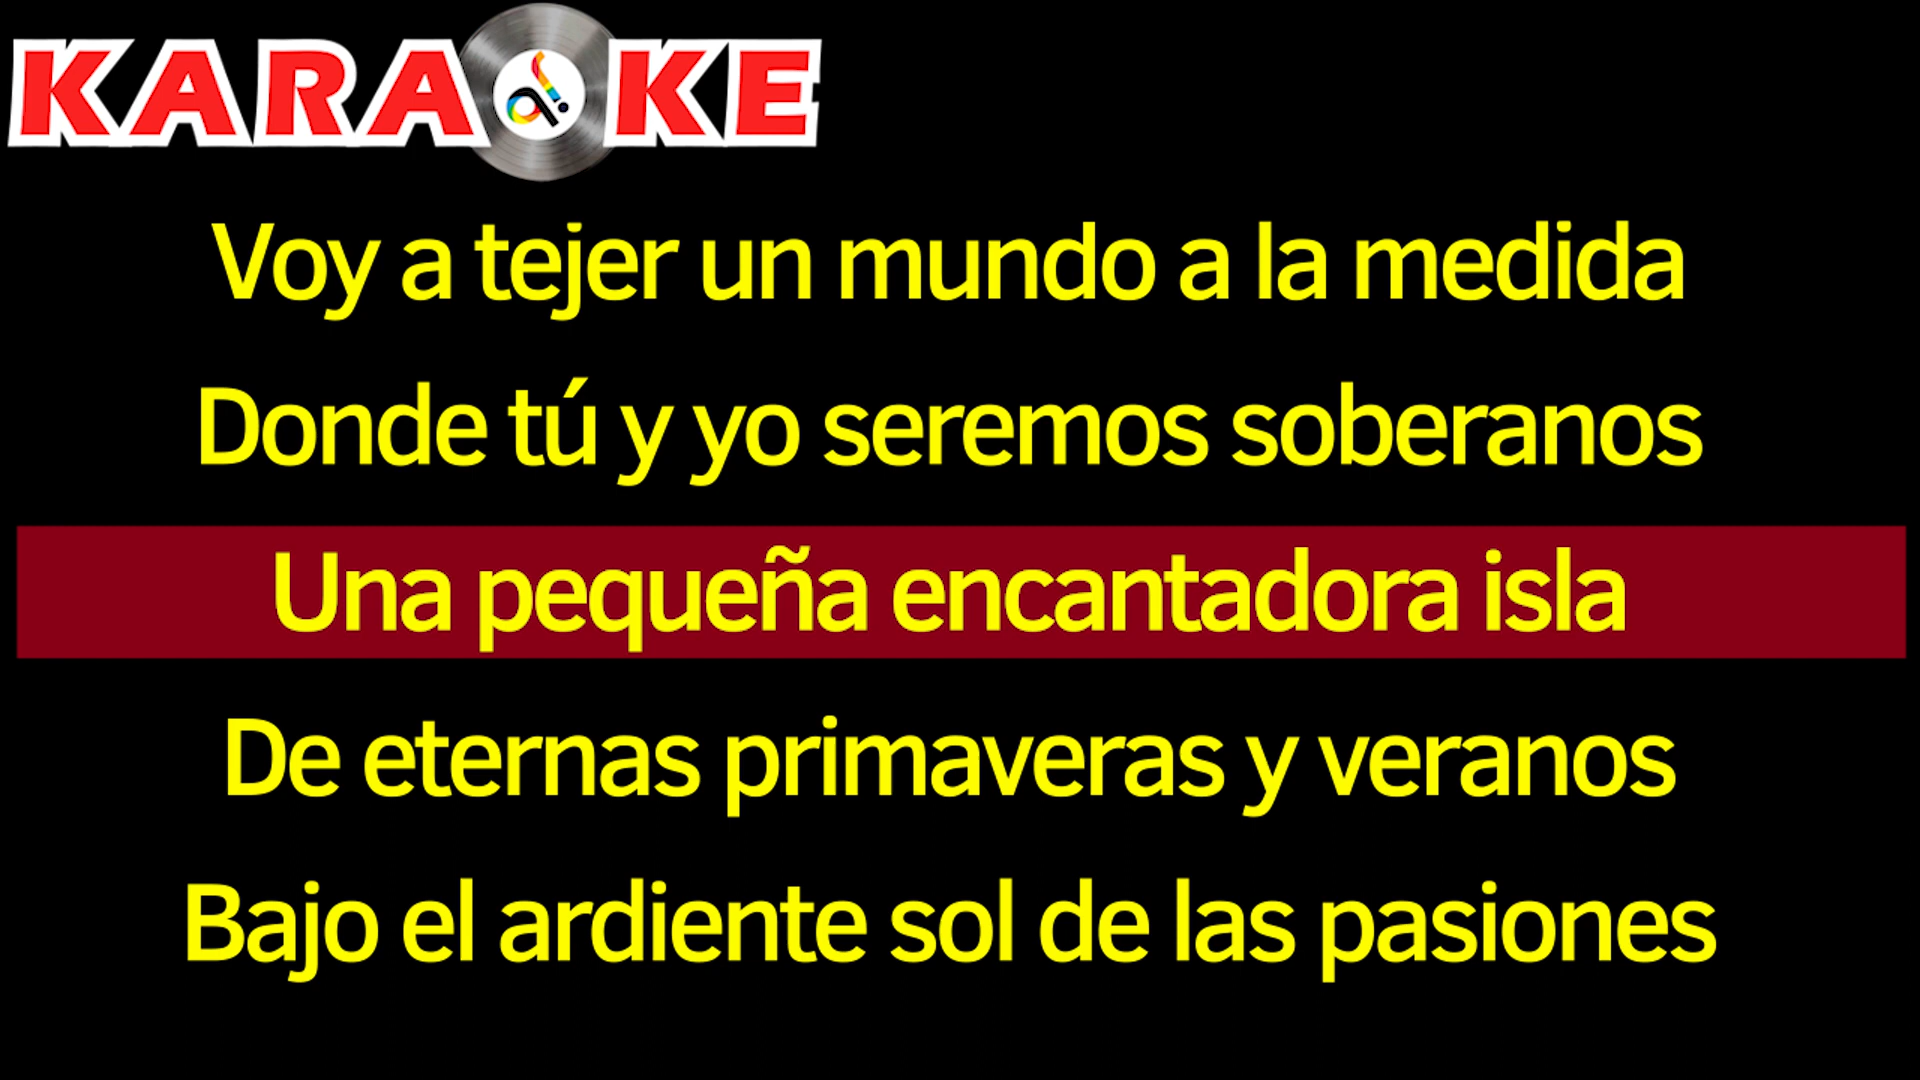 KARAOKE
Voy a tejer un mundo a la medida
Donde tú y yo seremos soberanos
Una pequeña encantadora isla
De eternas primaveras y veranos
Bajo el ardiente sol de las pasiones